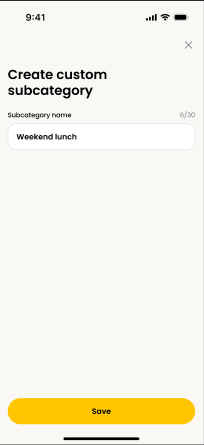 9:41
Create custom
subcategory
Subcategory name 6/30
Weekend lunch
Save